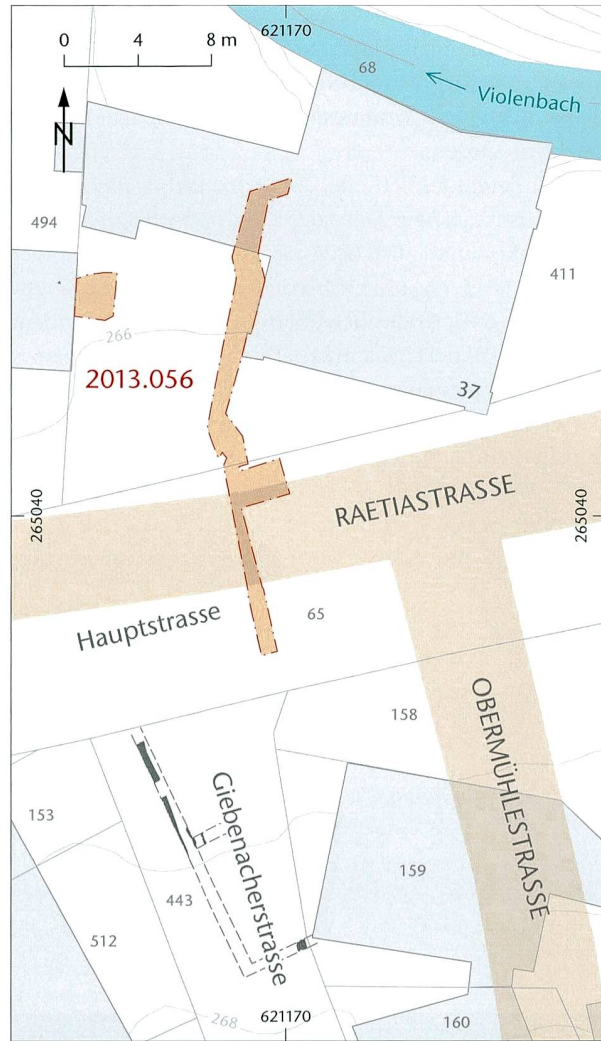 0 4 8 m
621170
68
Violenbach
N
494
411
266
2013.056
37
265040
RAETIASTRASSE
265040
Hauptstrasse
65
158
OBERMÜHLESTRASSE
153
Giebenacherstrasse
159
443
512
268
621170
160